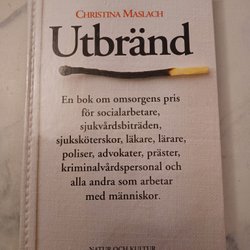 CHRISTINA MASLACH
Utbränd
En bok om omsorgens pris
för socialarbetare,
sjukvårdsbiträden,
sjuksköterskor, läkare, lärare,
poliser, advokater, präster,
kriminalvårdspersonal och
alla andra som arbetar
med människor.
NATUR OCH KULTUR